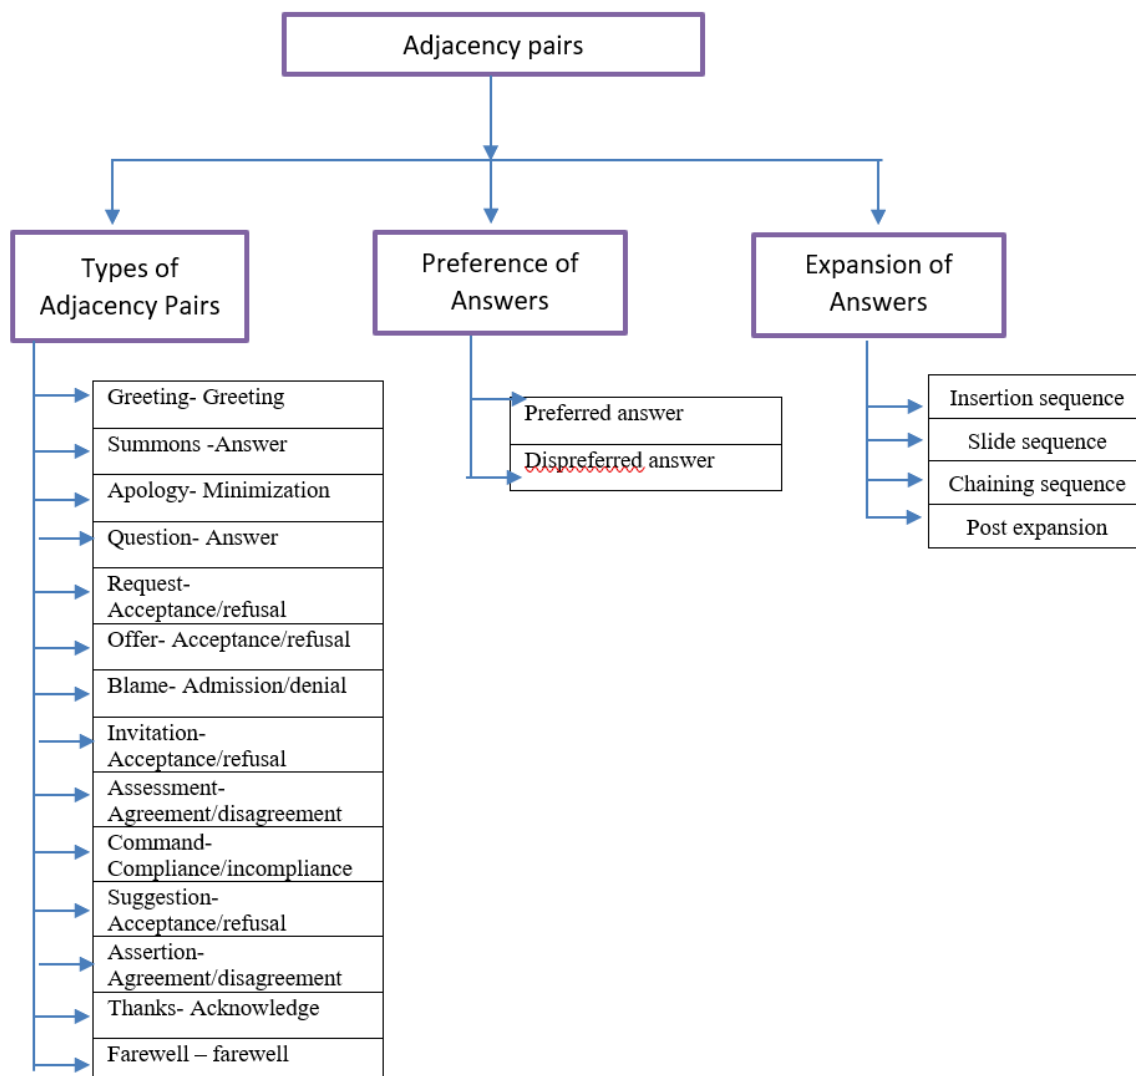 Adjacency pairs
Types of
Adjacency Pairs
Preference of
Answers
Expansion of
Answers
Greeting- Greeting
Summons -Answer
Apology- Minimization
Question- Answer
Request-
Acceptance/refusal
Offer- Acceptance/refusal
Blame- Admission/denial
Invitation-
Acceptance/refusal
Assessment-
Agreement/disagreement
Command-
Compliance/incompliance
Suggestion-
Acceptance/refusal
Assertion-
Agreement/disagreement
Thanks- Acknowledge
Farewell – farewell
Preferred answer
Dispreferred answer
Insertion sequence
Slide sequence
Chaining sequence
Post expansion